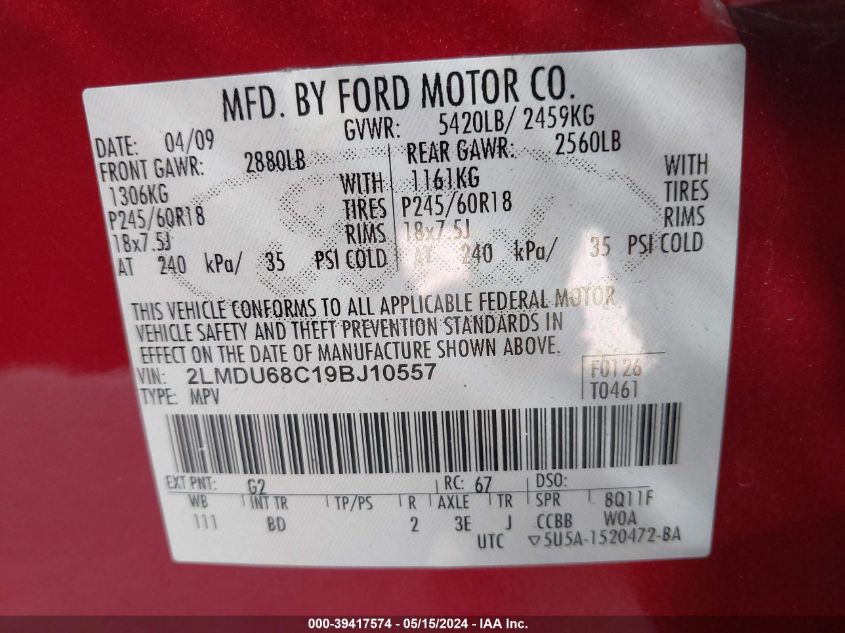 MFD. BY FORD MOTOR CO.
DATE: 04/09 GVWR: 5420LB/ 2459KG
FRONT GAWR: 2880LB REAR GAWR: 2560LB
1306KG WITH 1161KG WITH
P245/60R18 TIRES P245/60R18 TIRES
18x7.5J RIMS 18x7.5J RIMS
AT 240 kPa/ 35 PSI COLD AT 240 kPa/ 35 PSI COLD
THIS VEHICLE CONFORMS TO ALL APPLICABLE FEDERAL MOTOR
VEHICLE SAFETY AND THEFT PREVENTION STANDARDS IN
EFFECT ON THE DATE OF MANUFACTURE SHOWN ABOVE.
VIN: 2LMDU68C19BJ10557 F0126
TYPE: MPV T0461
EXT PNT: G2 RC: 67 DSO:
WB INT TR TP/PS R AXLE TR SPR 8Q11F
111 BD 2 3E J CCBB WOA
UTC ▽5U5A-1520472-BA
000-39417574 - 05/15/2024 - IAAI Inc.